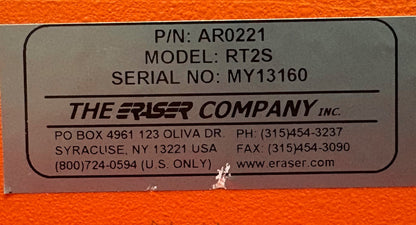 P/N: AR0221
MODEL: RT2S
SERIAL NO: MY13160
THE ERASER COMPANY INC.
PO BOX 4961 123 OLIVA DR. PH: (315)454-3237
SYRACUSE, NY 13221 USA FAX: (315)454-3090
(800)724-0594 (U.S. ONLY) www.eraser.com